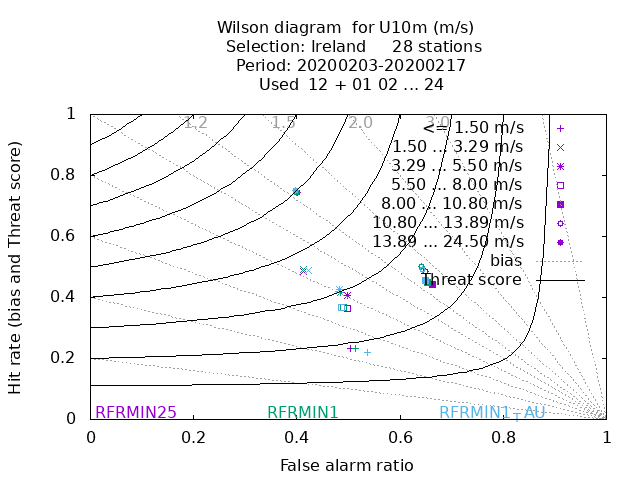 Wilson diagram  for U10m (m/s)
Selection: Ireland     28 stations
Period: 20200203-20200217
Used  12 + 01 02 ... 24
Hit rate (bias and Threat score)
1
0.8
0.6
0.4
0.2
0
1.2
1.5
2.0
3.0
<= 1.50 m/s
1.50 ... 3.29 m/s
3.29 ... 5.50 m/s
5.50 ... 8.00 m/s
8.00 ... 10.80 m/s
10.80 ... 13.89 m/s
13.89 ... 24.50 m/s
bias
Threat score
RFRMIN25
RFRMIN1
RFRMIN1_AU
0
0.2
0.4
0.6
0.8
1
False alarm ratio